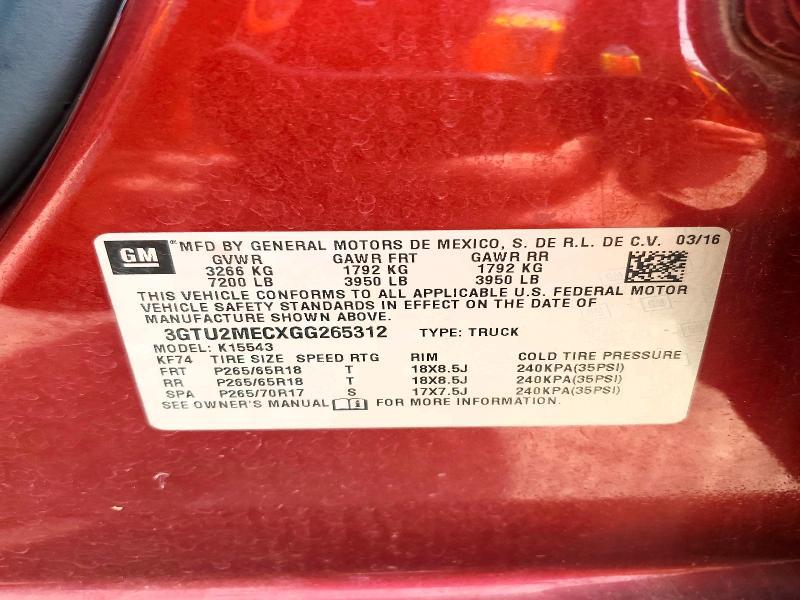 GM ® MFD BY GENERAL MOTORS DE MEXICO, S. DE R.L. DE C.V. 03/16
GVWR GAWR FRT GAWR RR
3266 KG 1792 KG 1792 KG
7200 LB 3950 LB 3950 LB
THIS VEHICLE CONFORMS TO ALL APPLICABLE U.S. FEDERAL MOTOR
VEHICLE SAFETY STANDARDS IN EFFECT ON THE DATE OF
MANUFACTURE SHOWN ABOVE.
3GTU2MECXGG265312 TYPE: TRUCK
MODEL: K15543
KF74 TIRE SIZE SPEED RTG RIM COLD TIRE PRESSURE
FRT P265/65R18 T 18X8.5J 240KPA(35PSI)
RR P265/65R18 T 18X8.5J 240KPA(35PSI)
SPA P265/70R17 S 17X7.5J 240KPA(35PSI)
SEE OWNER'S MANUAL FOR MORE INFORMATION.